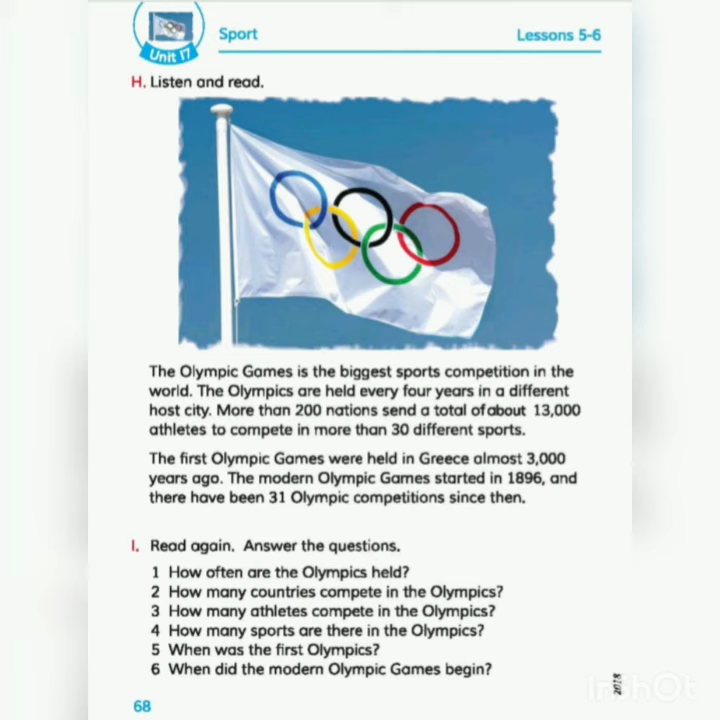 Unit 17
Sport
Lessons 5-6
H. Listen and read.
The Olympic Games is the biggest sports competition in the
world. The Olympics are held every four years in a different
host city. More than 200 nations send a total of about 13,000
athletes to compete in more than 30 different sports.
The first Olympic Games were held in Greece almost 3,000
years ago. The modern Olympic Games started in 1896, and
there have been 31 Olympic competitions since then.
I. Read again. Answer the questions.
1 How often are the Olympics held?
2 How many countries compete in the Olympics?
3 How many athletes compete in the Olympics?
4 How many sports are there in the Olympics?
5 When was the first Olympics?
6 When did the modern Olympic Games begin?
68
2018
InShOt